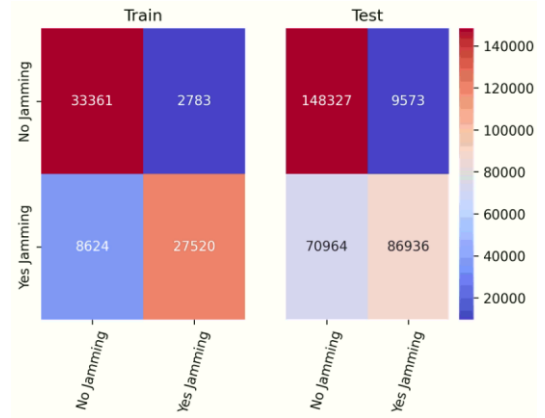 Train Test
No Jamming 33361 2783 148327 9573
Yes Jamming 8624 27520 70964 86936
140000
120000
100000
80000
60000
40000
20000
No Jamming Yes Jamming No Jamming Yes Jamming